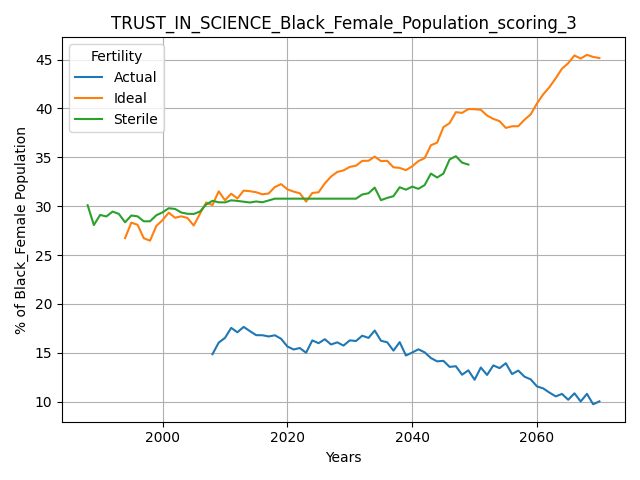 TRUST_IN_SCIENCE_Black_Female_Population_scoring_3
Fertility
Actual
Ideal
Sterile
% of Black_Female Population
45
40
35
30
25
20
15
10
2000
2020
2040
2060
Years